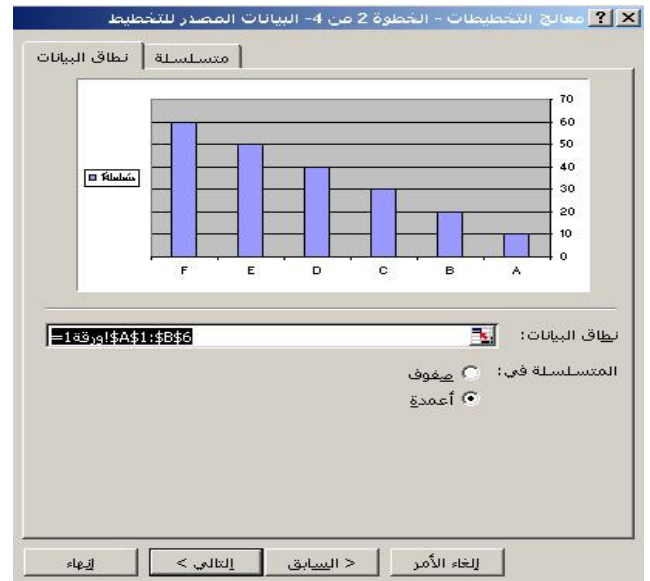 معالج التخطيطات - الخطوة 2 من 4- البيانات المصدر للتخطيط
نطاق البيانات
متسلسلة
70
60
50
40
30
20
10
0
A
B
C
D
E
F
نطاق البيانات:
=ورقة1!$A$1:$B$6
المتسلسلة في:
صفوف
أعمدة
إلغاء الأمر
< السابق
التالي >
إنهاء